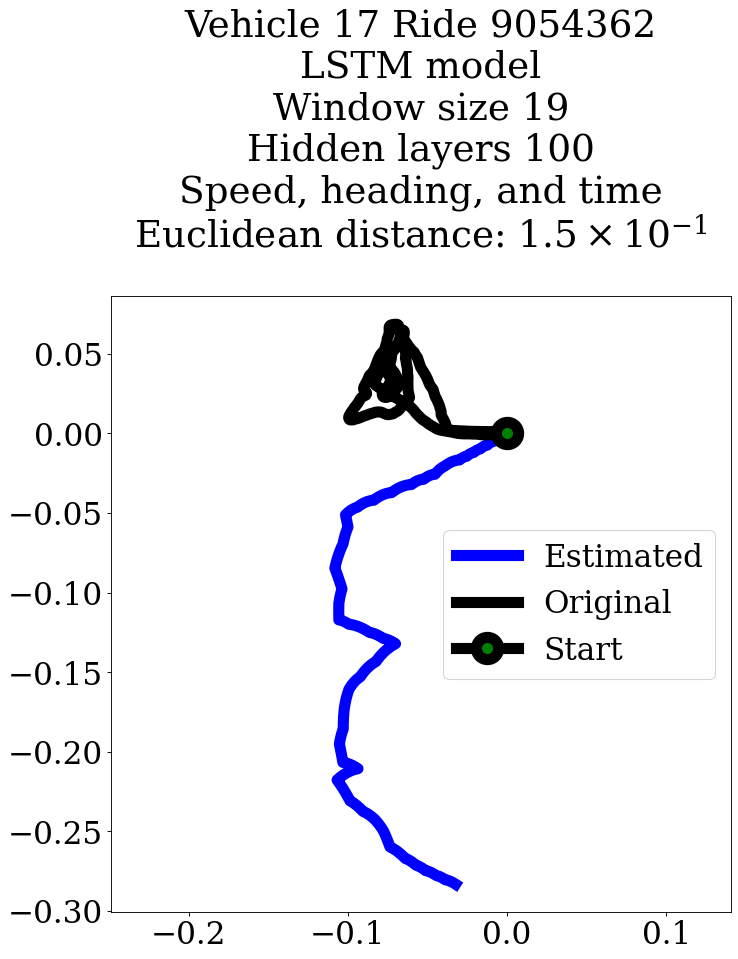 Vehicle 17 Ride 9054362
LSTM model
Window size 19
Hidden layers 100
Speed, heading, and time
Euclidean distance: 1.5 × 10⁻¹
0.05
0.00
−0.05
−0.10
−0.15
−0.20
−0.25
−0.30
Estimated
Original
Start
−0.2 −0.1 0.0 0.1